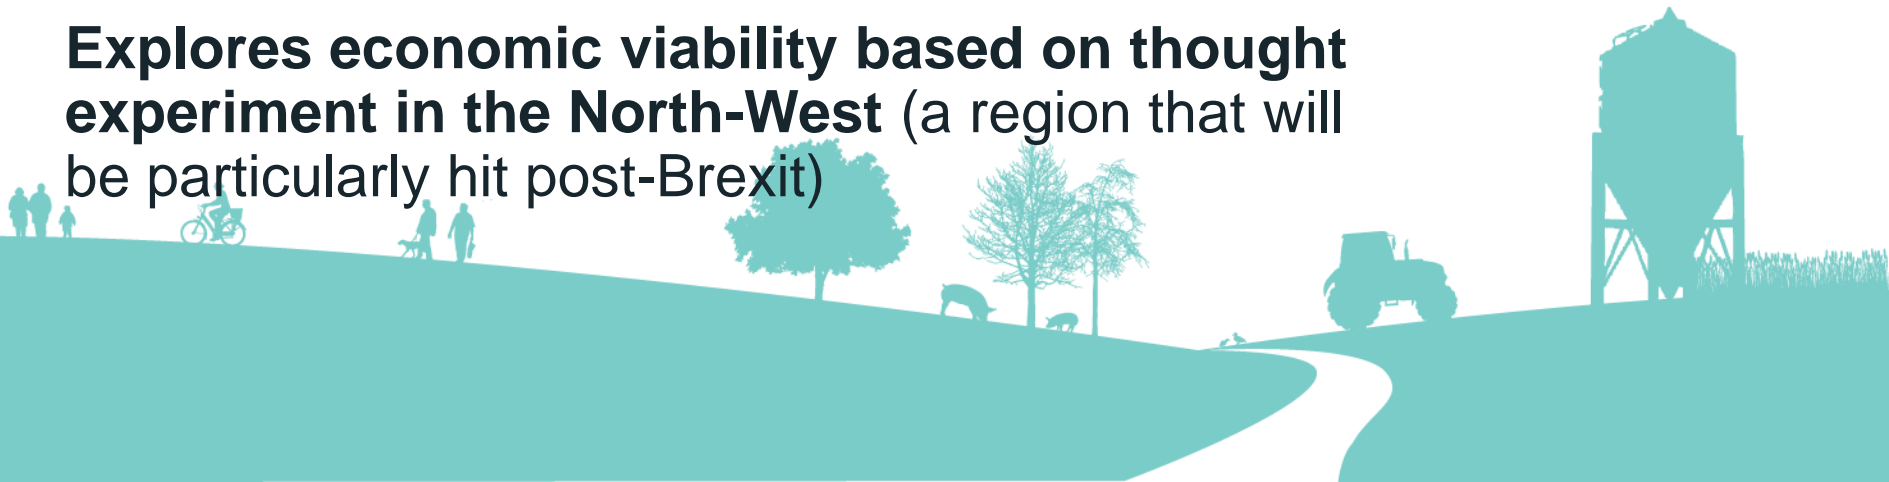 Explores economic viability based on thought
experiment in the North-West (a region that will
be particularly hit post-Brexit)